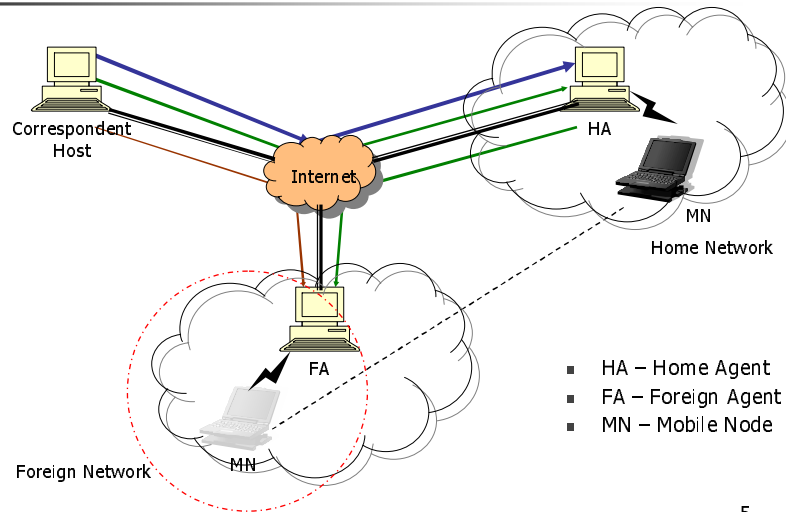 Correspondent
Host
Internet
HA
MN
Home Network
FA
MN
Foreign Network
▪ HA – Home Agent
▪ FA – Foreign Agent
▪ MN – Mobile Node
5